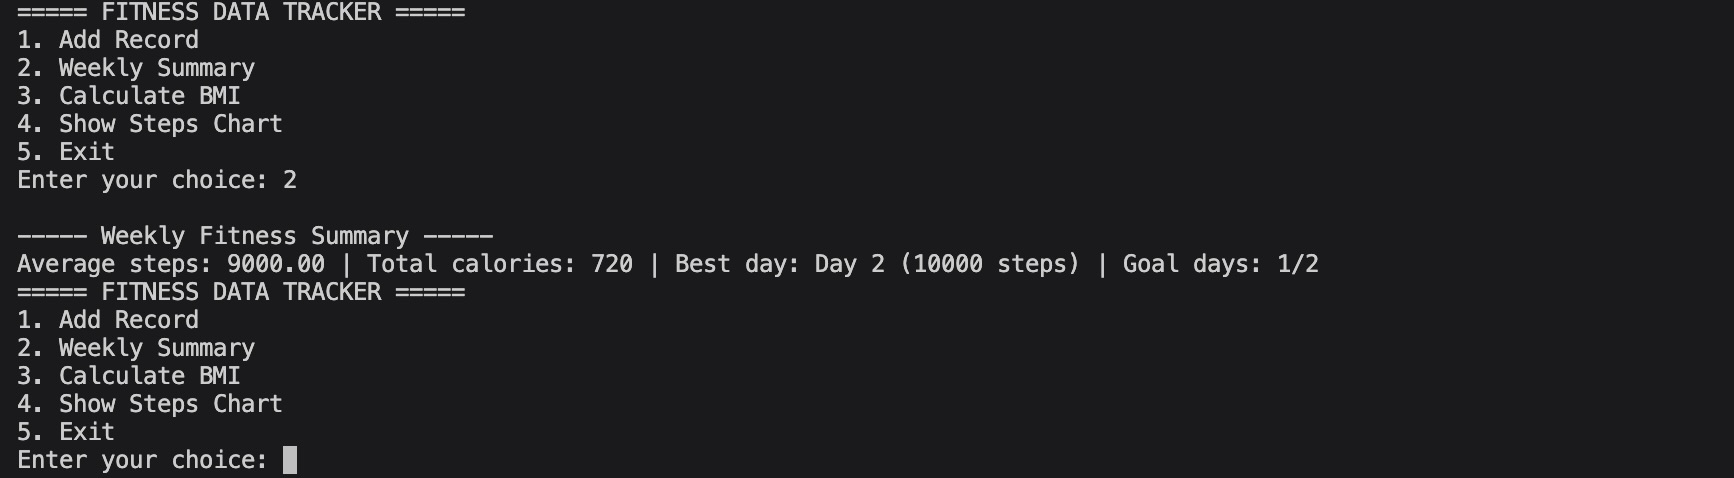 ===== FITNESS DATA TRACKER =====
1. Add Record
2. Weekly Summary
3. Calculate BMI
4. Show Steps Chart
5. Exit
Enter your choice: 2
----- Weekly Fitness Summary -----
Average steps: 9000.00 | Total calories: 720 | Best day: Day 2 (10000 steps) | Goal days: 1/2
===== FITNESS DATA TRACKER =====
1. Add Record
2. Weekly Summary
3. Calculate BMI
4. Show Steps Chart
5. Exit
Enter your choice: